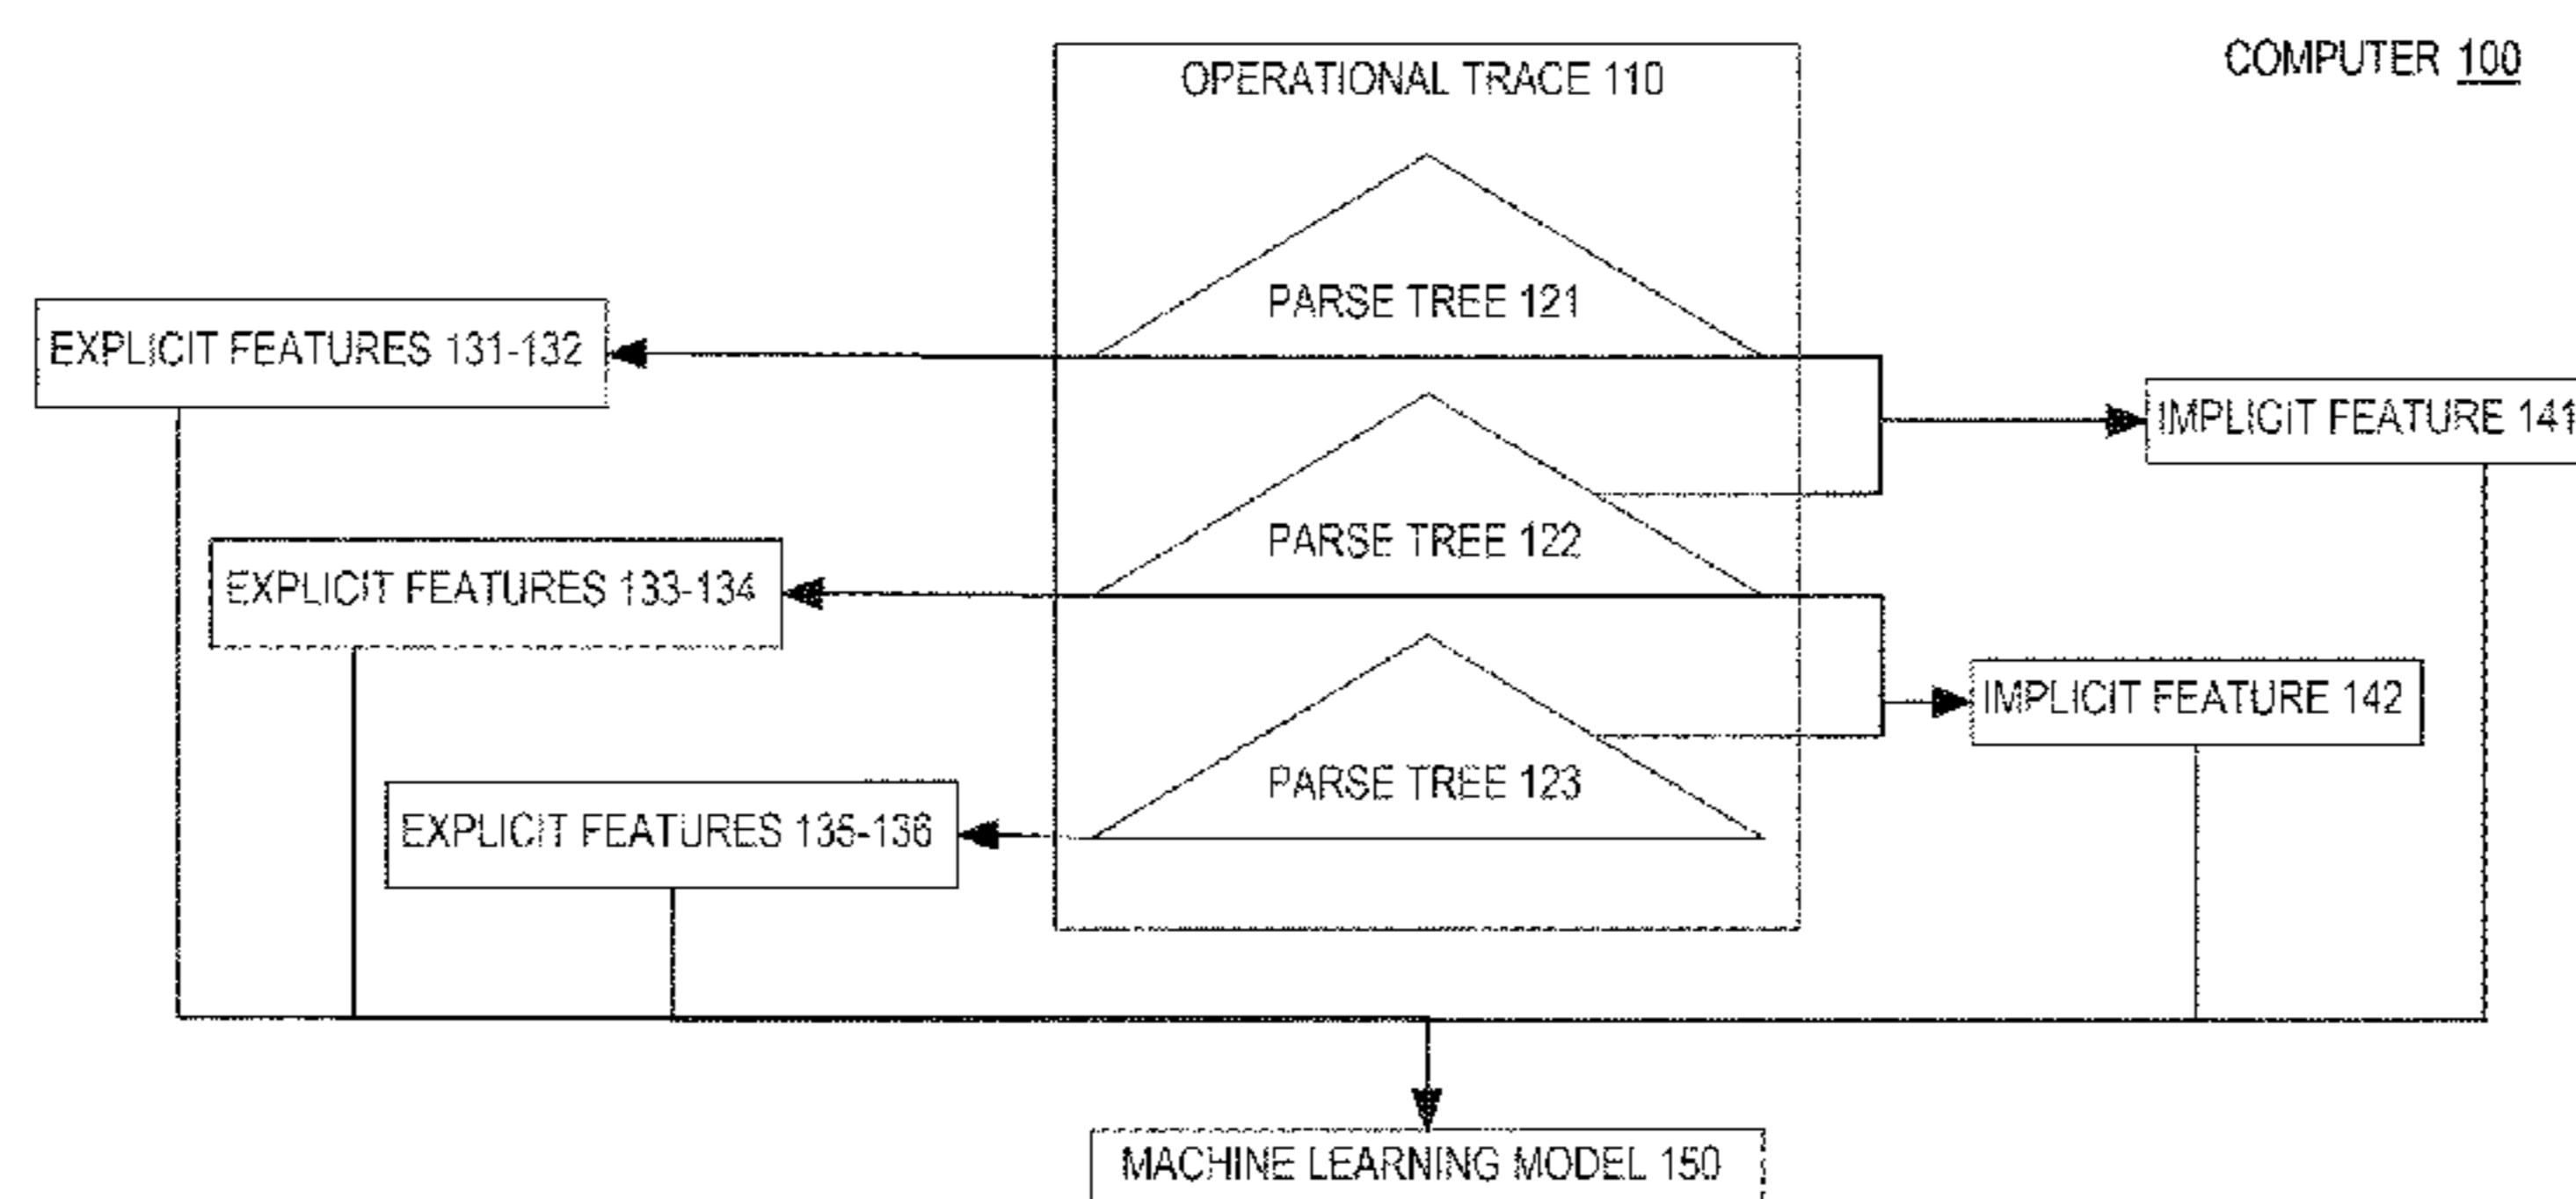 COMPUTER 100
OPERATIONAL TRACE 110
PARSE TREE 121
EXPLICIT FEATURES 131-132
IMPLICIT FEATURE 141
PARSE TREE 122
EXPLICIT FEATURES 133-134
IMPLICIT FEATURE 142
PARSE TREE 123
EXPLICIT FEATURES 135-136
MACHINE LEARNING MODEL 150